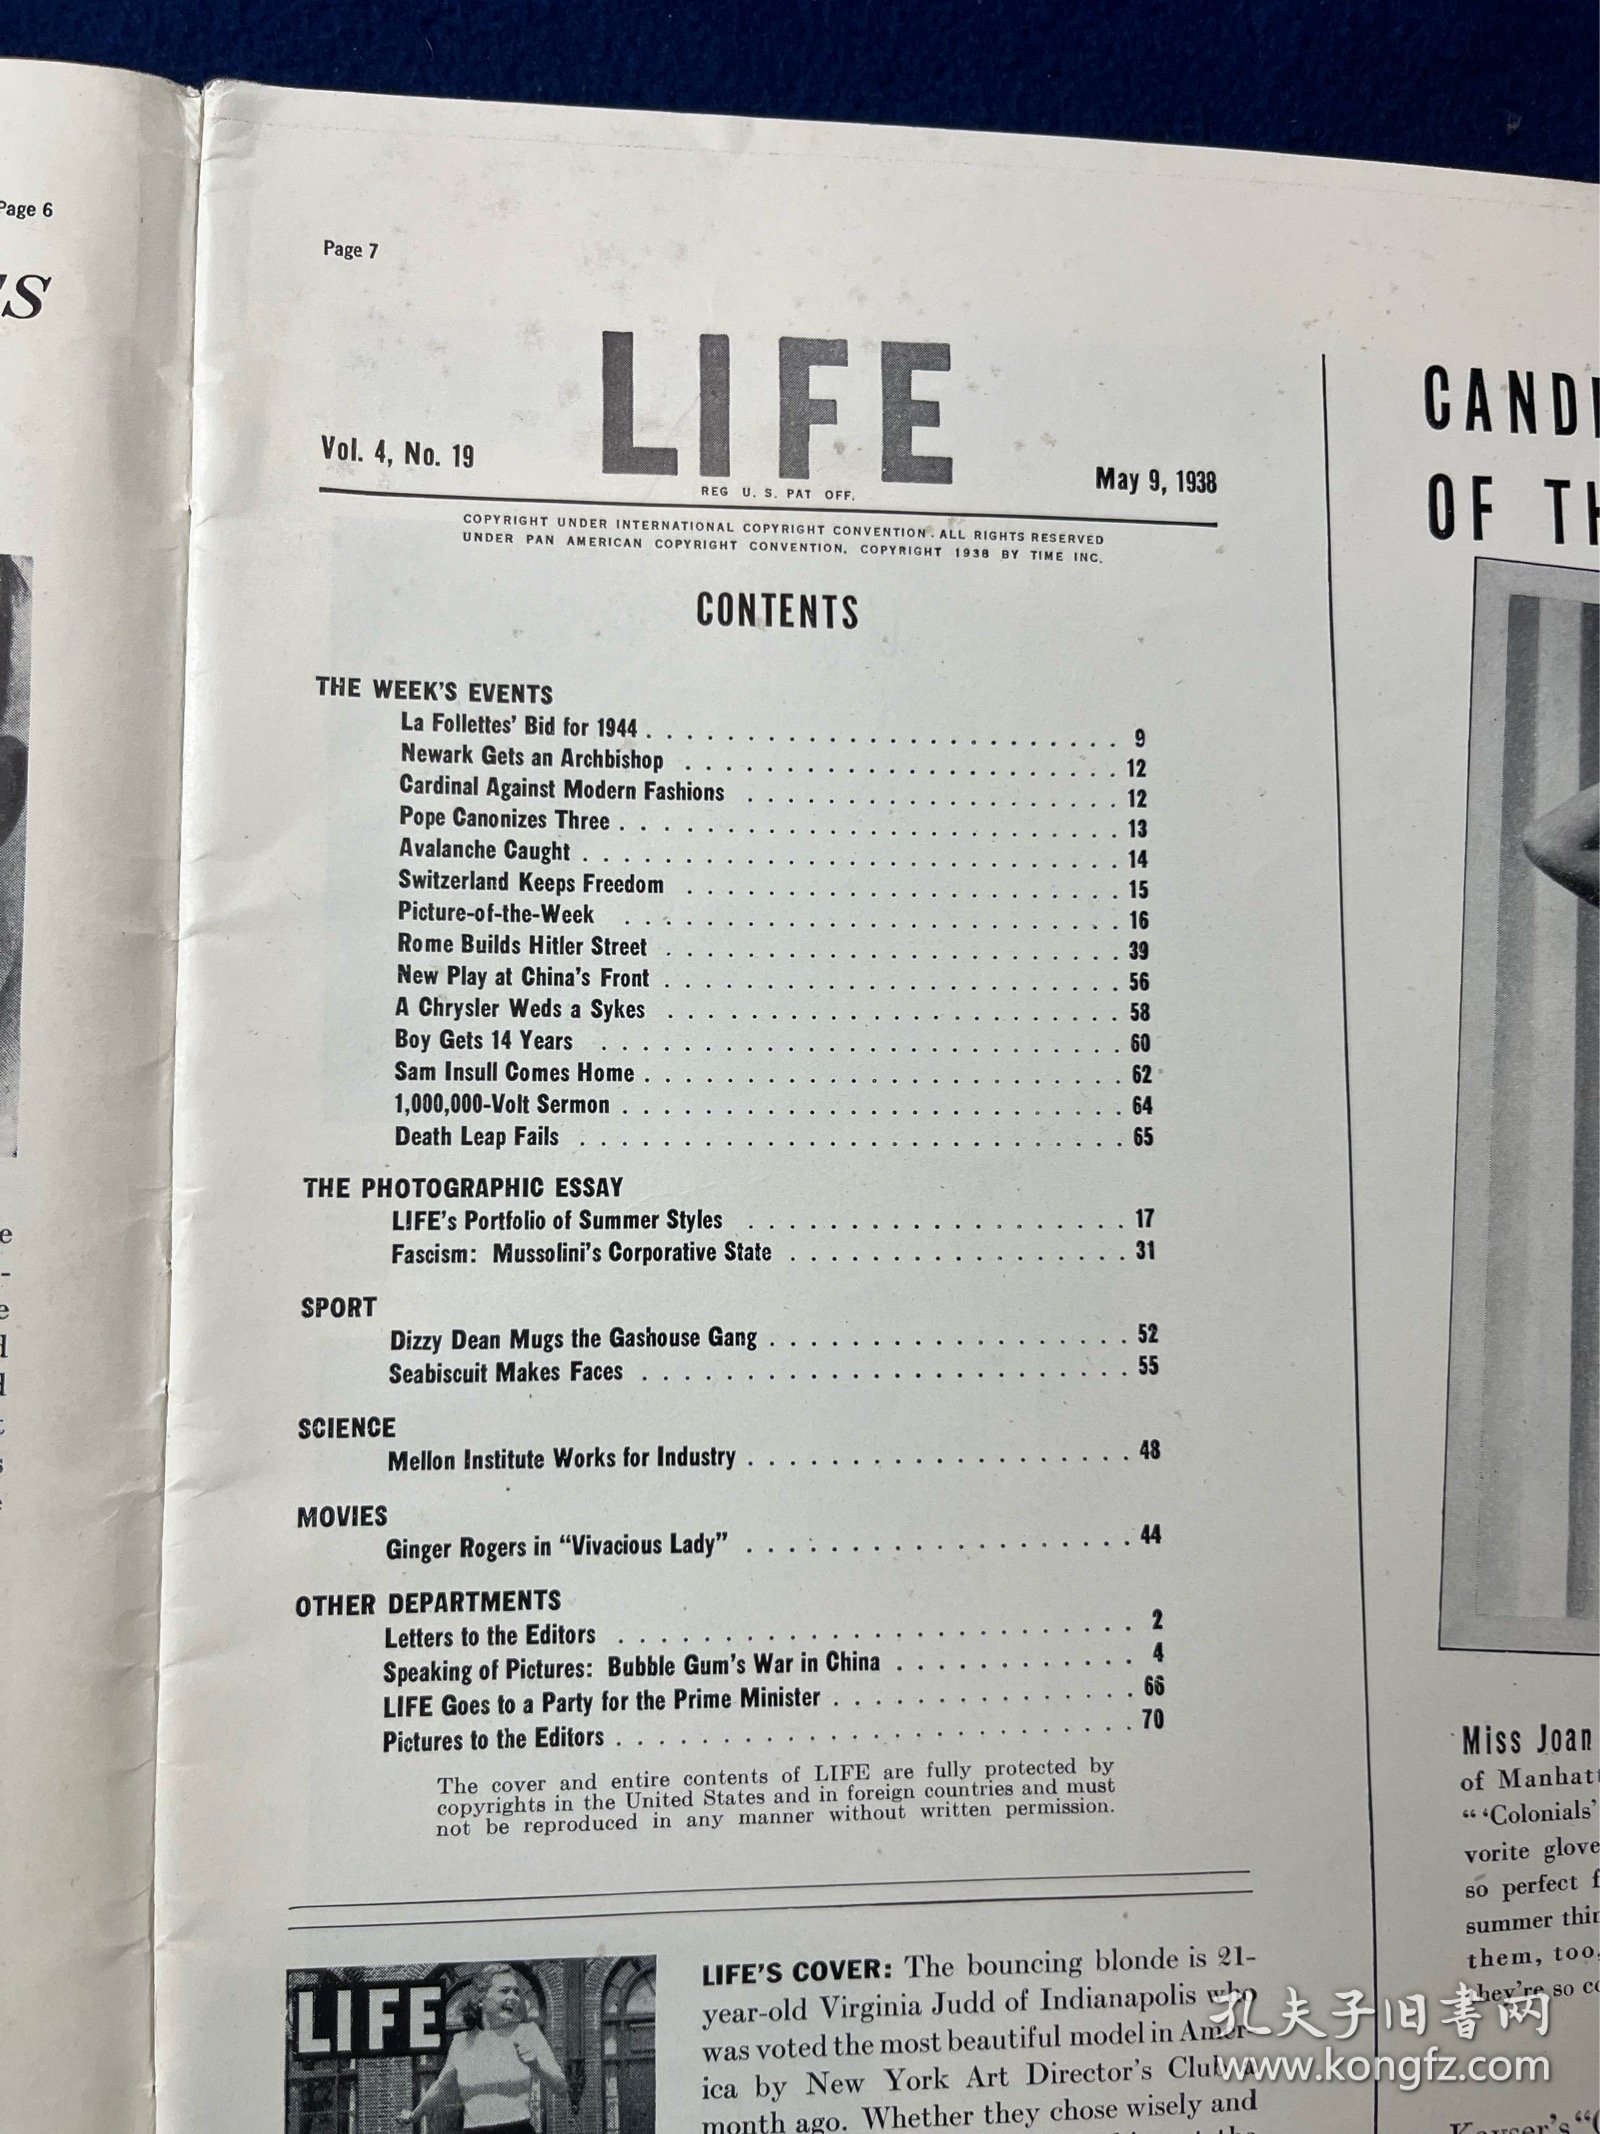 Page 6
Page 7
LIFE
Vol. 4, No. 19
REG U. S. PAT OFF.
May 9, 1938
COPYRIGHT UNDER INTERNATIONAL COPYRIGHT CONVENTION. ALL RIGHTS RESERVED
UNDER PAN AMERICAN COPYRIGHT CONVENTION. COPYRIGHT 1938 BY TIME INC.
CONTENTS
THE WEEK'S EVENTS
La Follettes' Bid for 1944 . . . . . 9
Newark Gets an Archbishop . . . . . 12
Cardinal Against Modern Fashions . . . . . 12
Pope Canonizes Three . . . . . 13
Avalanche Caught . . . . . 14
Switzerland Keeps Freedom . . . . . 15
Picture-of-the-Week . . . . . 16
Rome Builds Hitler Street . . . . . 39
New Play at China's Front . . . . . 56
A Chrysler Weds a Sykes . . . . . 58
Boy Gets 14 Years . . . . . 60
Sam Insull Comes Home . . . . . 62
1,000,000-Volt Sermon . . . . . 64
Death Leap Fails . . . . . 65
THE PHOTOGRAPHIC ESSAY
LIFE's Portfolio of Summer Styles . . . . . 17
Fascism: Mussolini's Corporative State . . . . . 31
SPORT
Dizzy Dean Mugs the Gashouse Gang . . . . . 52
Seabiscuit Makes Faces . . . . . 55
SCIENCE
Mellon Institute Works for Industry . . . . . 48
MOVIES
Ginger Rogers in "Vivacious Lady" . . . . . 44
OTHER DEPARTMENTS
Letters to the Editors . . . . . 2
Speaking of Pictures: Bubble Gum's War in China . . . . . 4
LIFE Goes to a Party for the Prime Minister . . . . . 66
Pictures to the Editors . . . . . 70
The cover and entire contents of LIFE are fully protected by
copyrights in the United States and in foreign countries and must
not be reproduced in any manner without written permission.
LIFE
LIFE'S COVER: The bouncing blonde is 21-
year-old Virginia Judd of Indianapolis who
was voted the most beautiful model in Amer-
ica by New York Art Director's Club a
month ago. Whether they chose wisely and
CANDI
OF TH
Miss Joan
of Manhatt
"'Colonials'
vorite glove
so perfect f
summer thin
them, too,
they're so co
孔夫子旧书网
www.kongfz.com